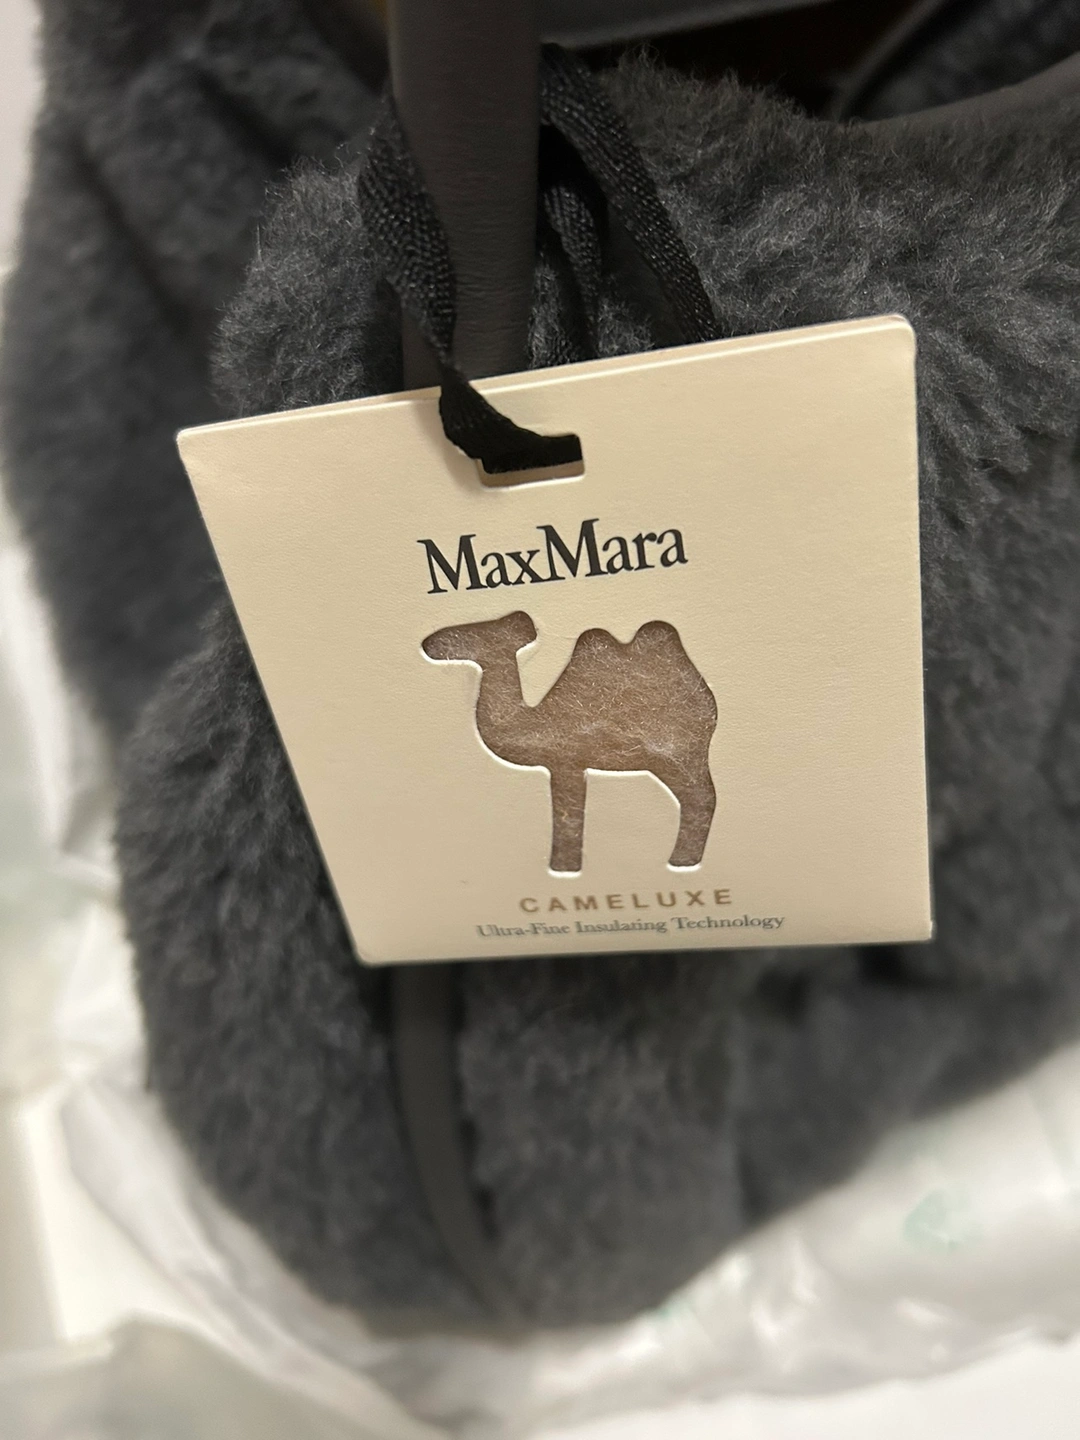 MaxMara
CAMELUXE
Ultra-Fine Insulating Technology